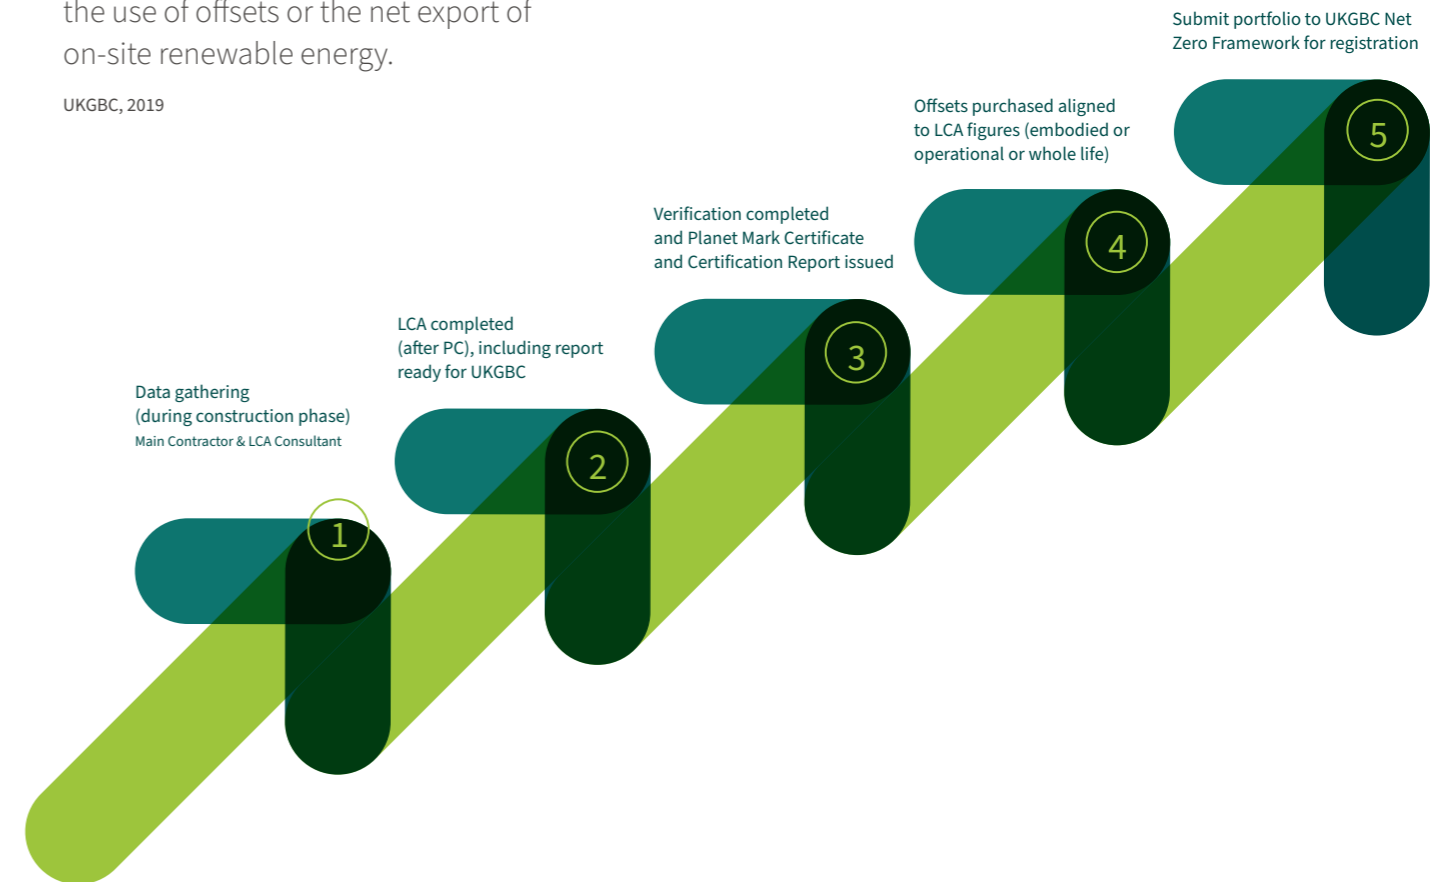 the use of offsets or the net export of
on-site renewable energy.
UKGBC, 2019
Data gathering
(during construction phase)
Main Contractor & LCA Consultant
1
LCA completed
(after PC), including report
ready for UKGBC
2
Verification completed
and Planet Mark Certificate
and Certification Report issued
3
Offsets purchased aligned
to LCA figures (embodied or
operational or whole life)
4
Submit portfolio to UKGBC Net
Zero Framework for registration
5